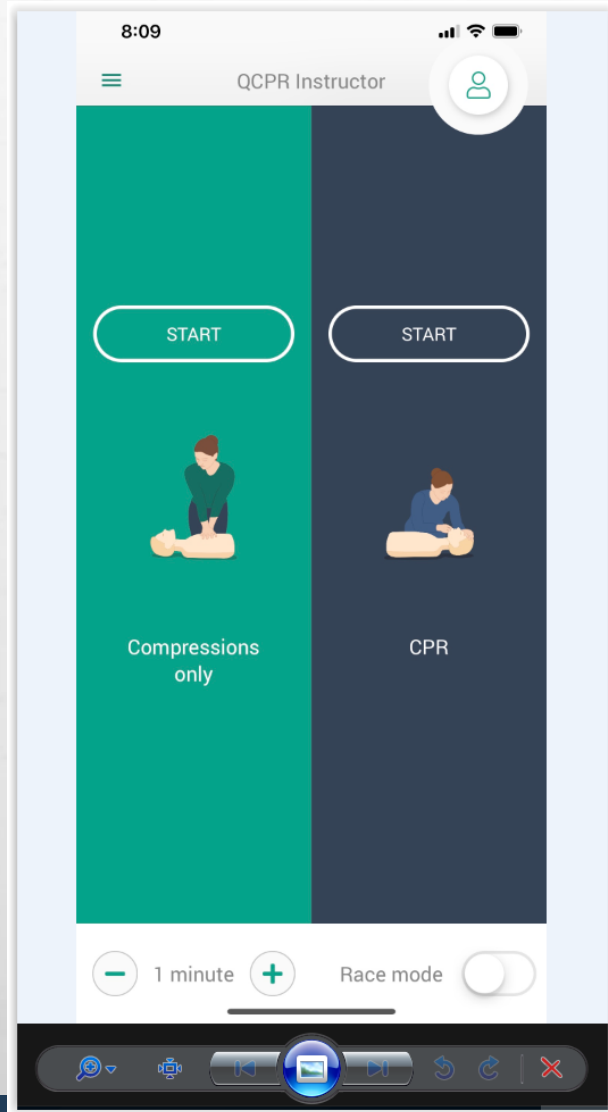 8:09
QCPR Instructor
START
START
Compressions
only
CPR
1 minute
Race mode